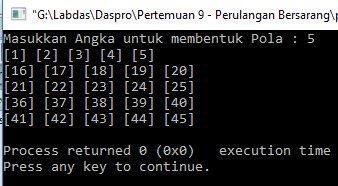 "G:\Labdas\Daspro\Pertemuan 9 - Perulangan Bersarang\p
Masukkan Angka untuk membentuk Pola : 5
[1] [2] [3] [4] [5]
[16] [17] [18] [19] [20]
[21] [22] [23] [24] [25]
[36] [37] [38] [39] [40]
[41] [42] [43] [44] [45]
Process returned 0 (0x0)   execution time
Press any key to continue.